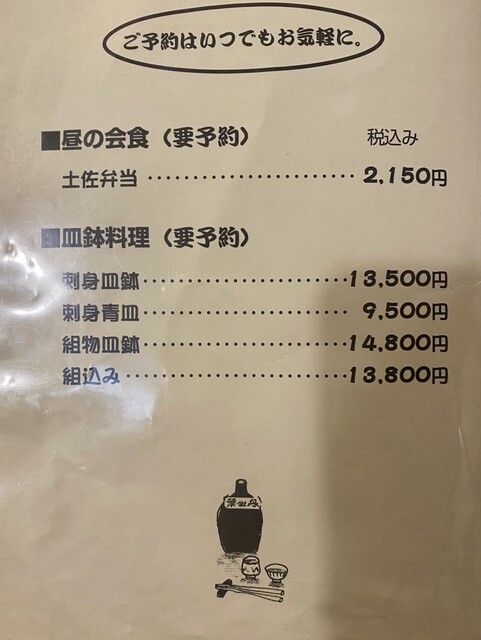 ご予約はいつでもお気軽に。
■昼の会食（要予約） 税込み
土佐弁当 ························ 2,150円
■皿鉢料理（要予約）
刺身皿鉢 ························ 13,500円
刺身青皿 ························ 9,500円
組物皿鉢 ························ 14,800円
組込み ·························· 13,800円